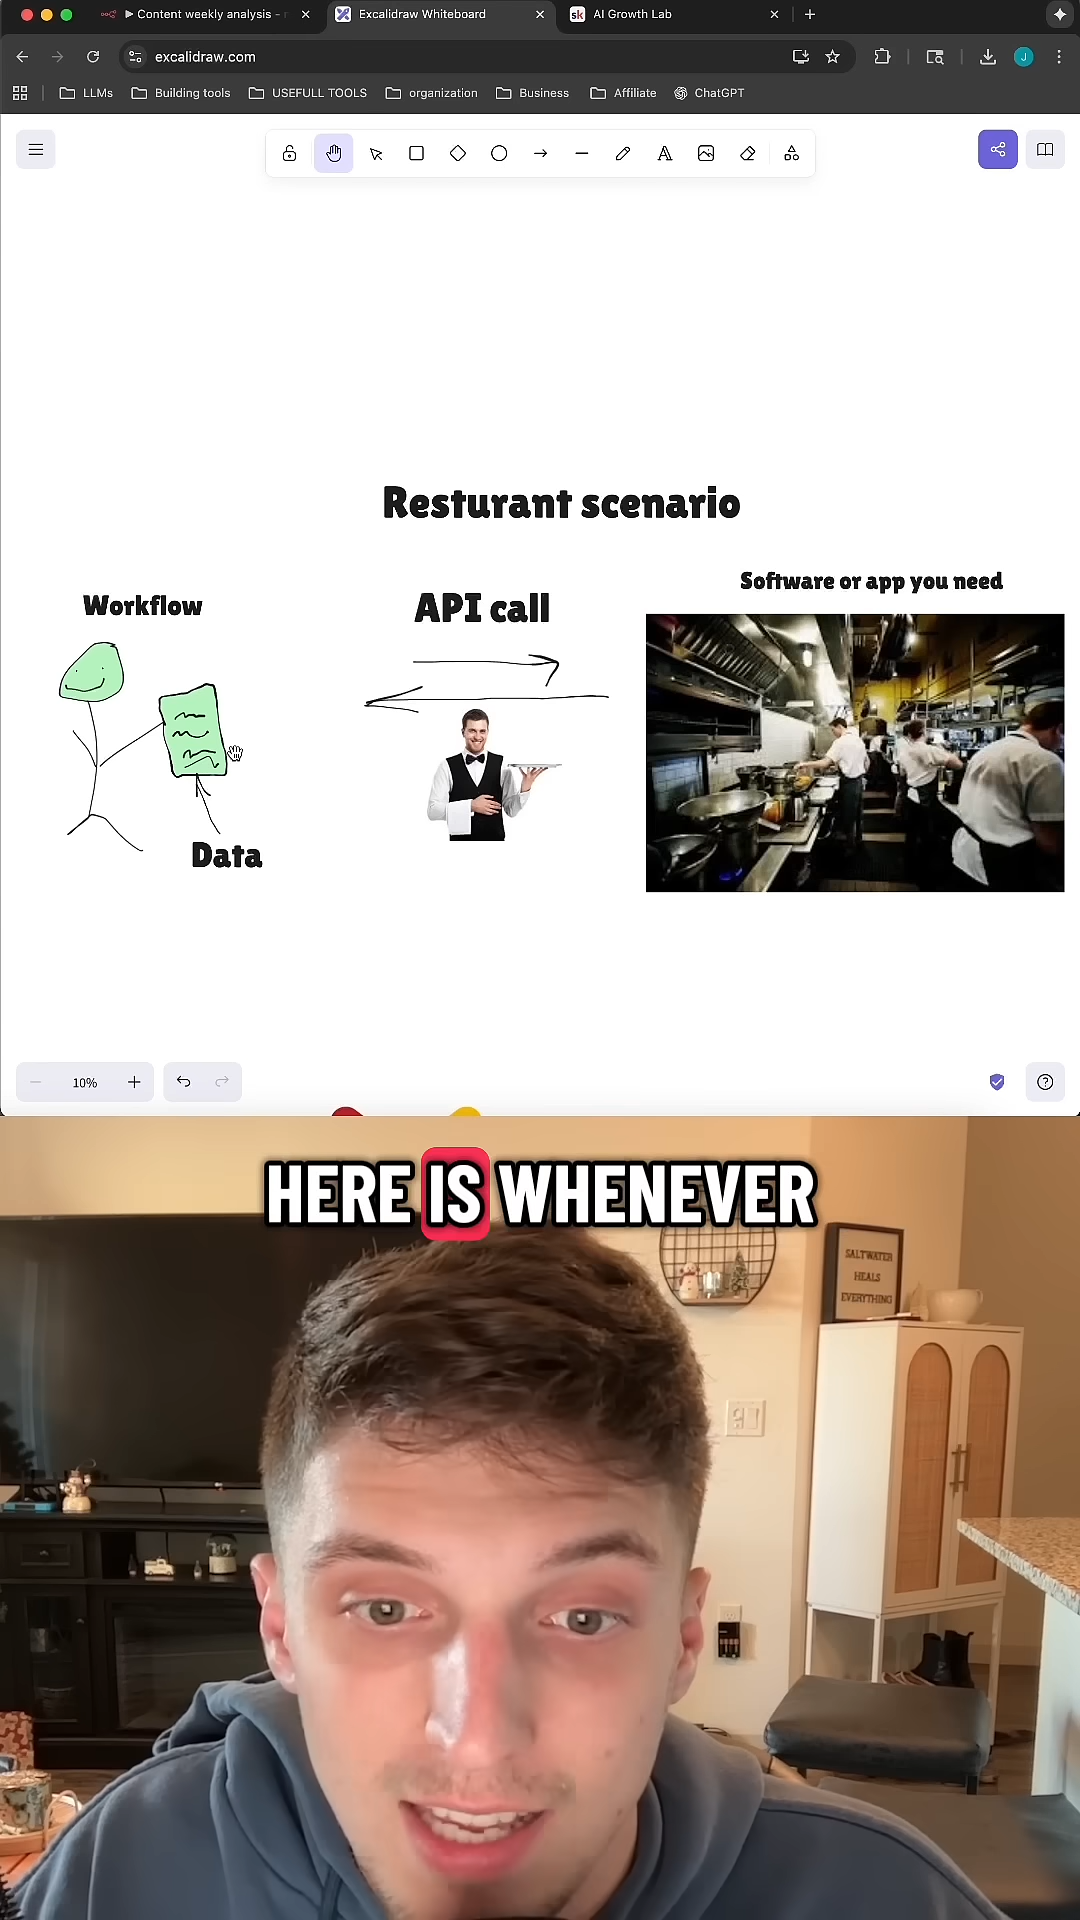 Content weekly analysis -
Excalidraw Whiteboard
sk
AI Growth Lab
excalidraw.com
J
LLMs
Building tools
USEFULL TOOLS
organization
Business
Affiliate
ChatGPT
Resturant scenario
Software or app you need
Workflow
API call
Data
10%
HERE IS WHENEVER
SALTWATER
HEALS
EVERYTHING